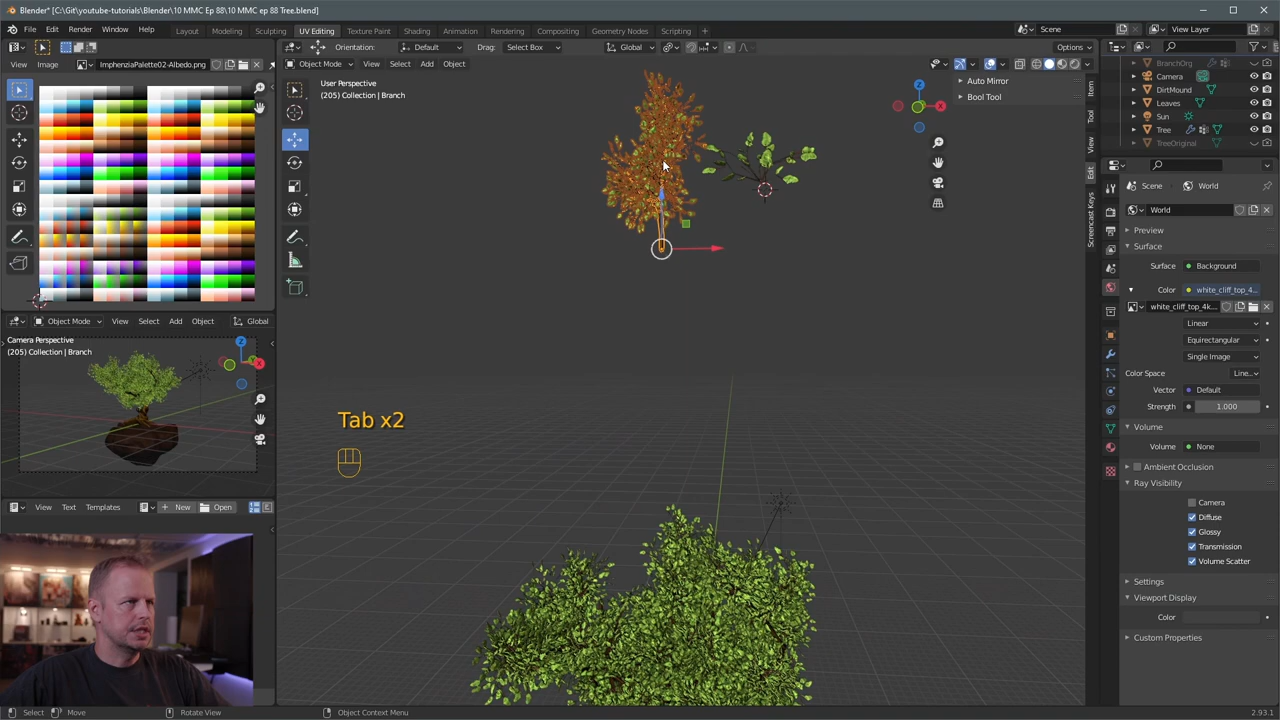 Blender* [C:\Git\youtube-tutorials\Blender\10 MMC Ep 88\10 MMC ep 88 Tree.blend]
File Edit Render Window Help
Layout Modeling Sculpting UV Editing Texture Paint Shading Animation Rendering Compositing Geometry Nodes Scripting
Scene View Layer
Orientation: Default Drag: Select Box Global Options
View Image ImphenziaPalette02-Albedo.png
Object Mode View Select Add Object
User Perspective
(205) Collection | Branch
Auto Mirror
Bool Tool
Item
Tool
View
Edit
Screencast Keys
BranchOrg
Camera
DirtMound
Leaves
Sun
Tree
TreeOriginal
Scene World
World
Preview
Surface
Surface Background
Color white_cliff_top_4...
white_cliff_top_4k...
Linear
Equirectangular
Single Image
Color Space Line...
Vector Default
Strength 1.000
Volume
Volume None
Ambient Occlusion
Ray Visibility
Camera
Diffuse
Glossy
Transmission
Volume Scatter
Settings
Viewport Display
Color
Custom Properties
Object Mode View Select Add Object Global
Camera Perspective
(205) Collection | Branch
Tab x2
View Text Templates New Open
Select Move Rotate View Object Context Menu 2.93.1